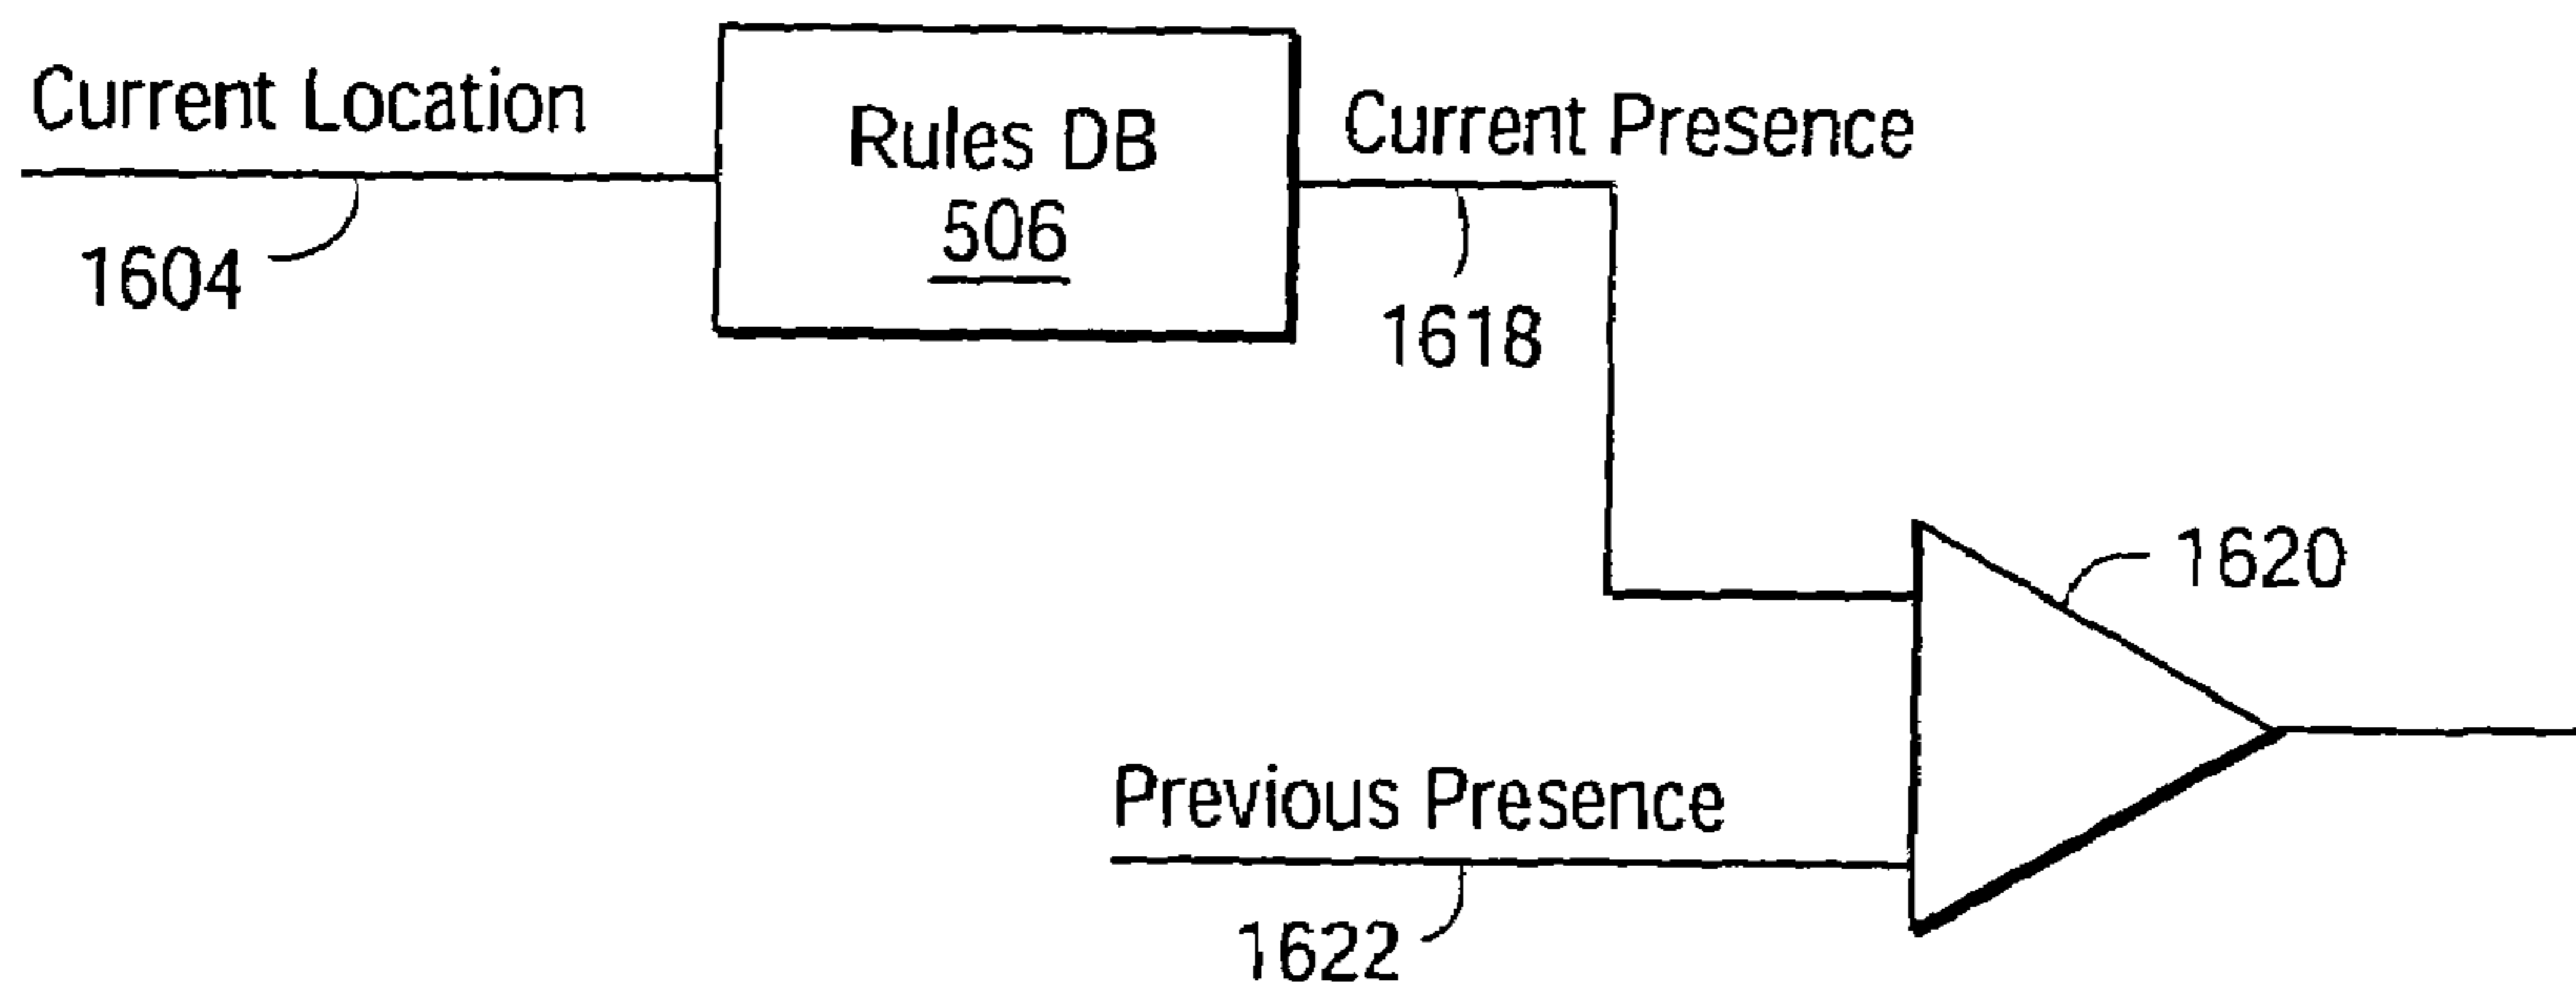 Current Location
Rules DB
506
Current Presence
1604
1618
1620
Previous Presence
1622